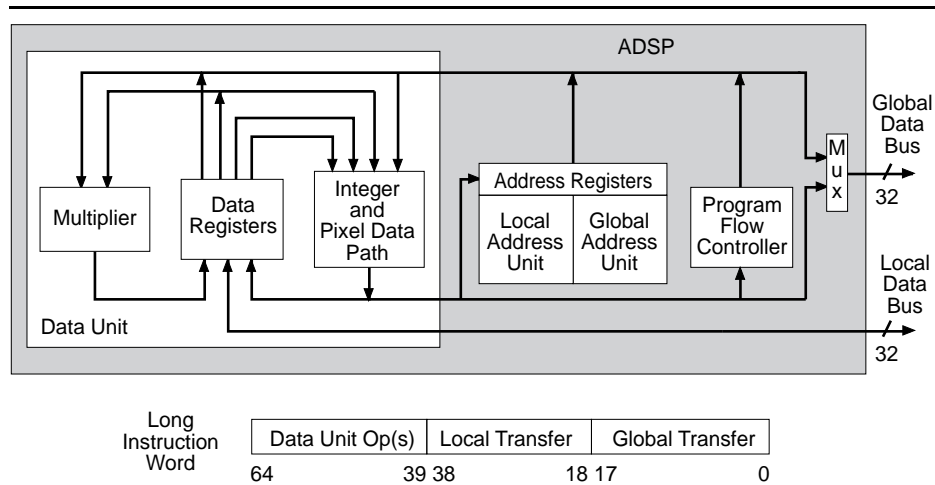 ADSP
Global
Data
Bus
32
Mux
Multiplier
Data
Registers
Integer
and
Pixel Data
Path
Address Registers
Local
Address
Unit
Global
Address
Unit
Program
Flow
Controller
Local
Data
Bus
32
Data Unit
Long
Instruction
Word
Data Unit Op(s)
Local Transfer
Global Transfer
64
39
38
18
17
0